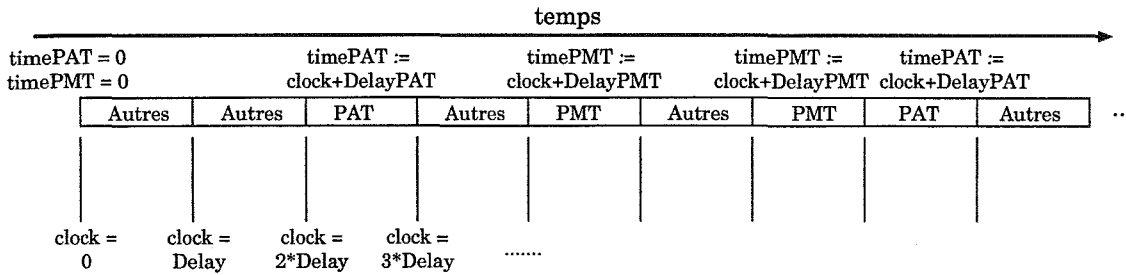 temps
timePAT = 0
timePMT = 0
timePAT :=
clock+DelayPAT
timePMT :=
clock+DelayPMT
timePMT :=
clock+DelayPMT
timePAT :=
clock+DelayPAT
Autres Autres PAT Autres PMT Autres PMT PAT Autres ..
clock =
0
clock =
Delay
clock =
2*Delay
clock =
3*Delay
.......